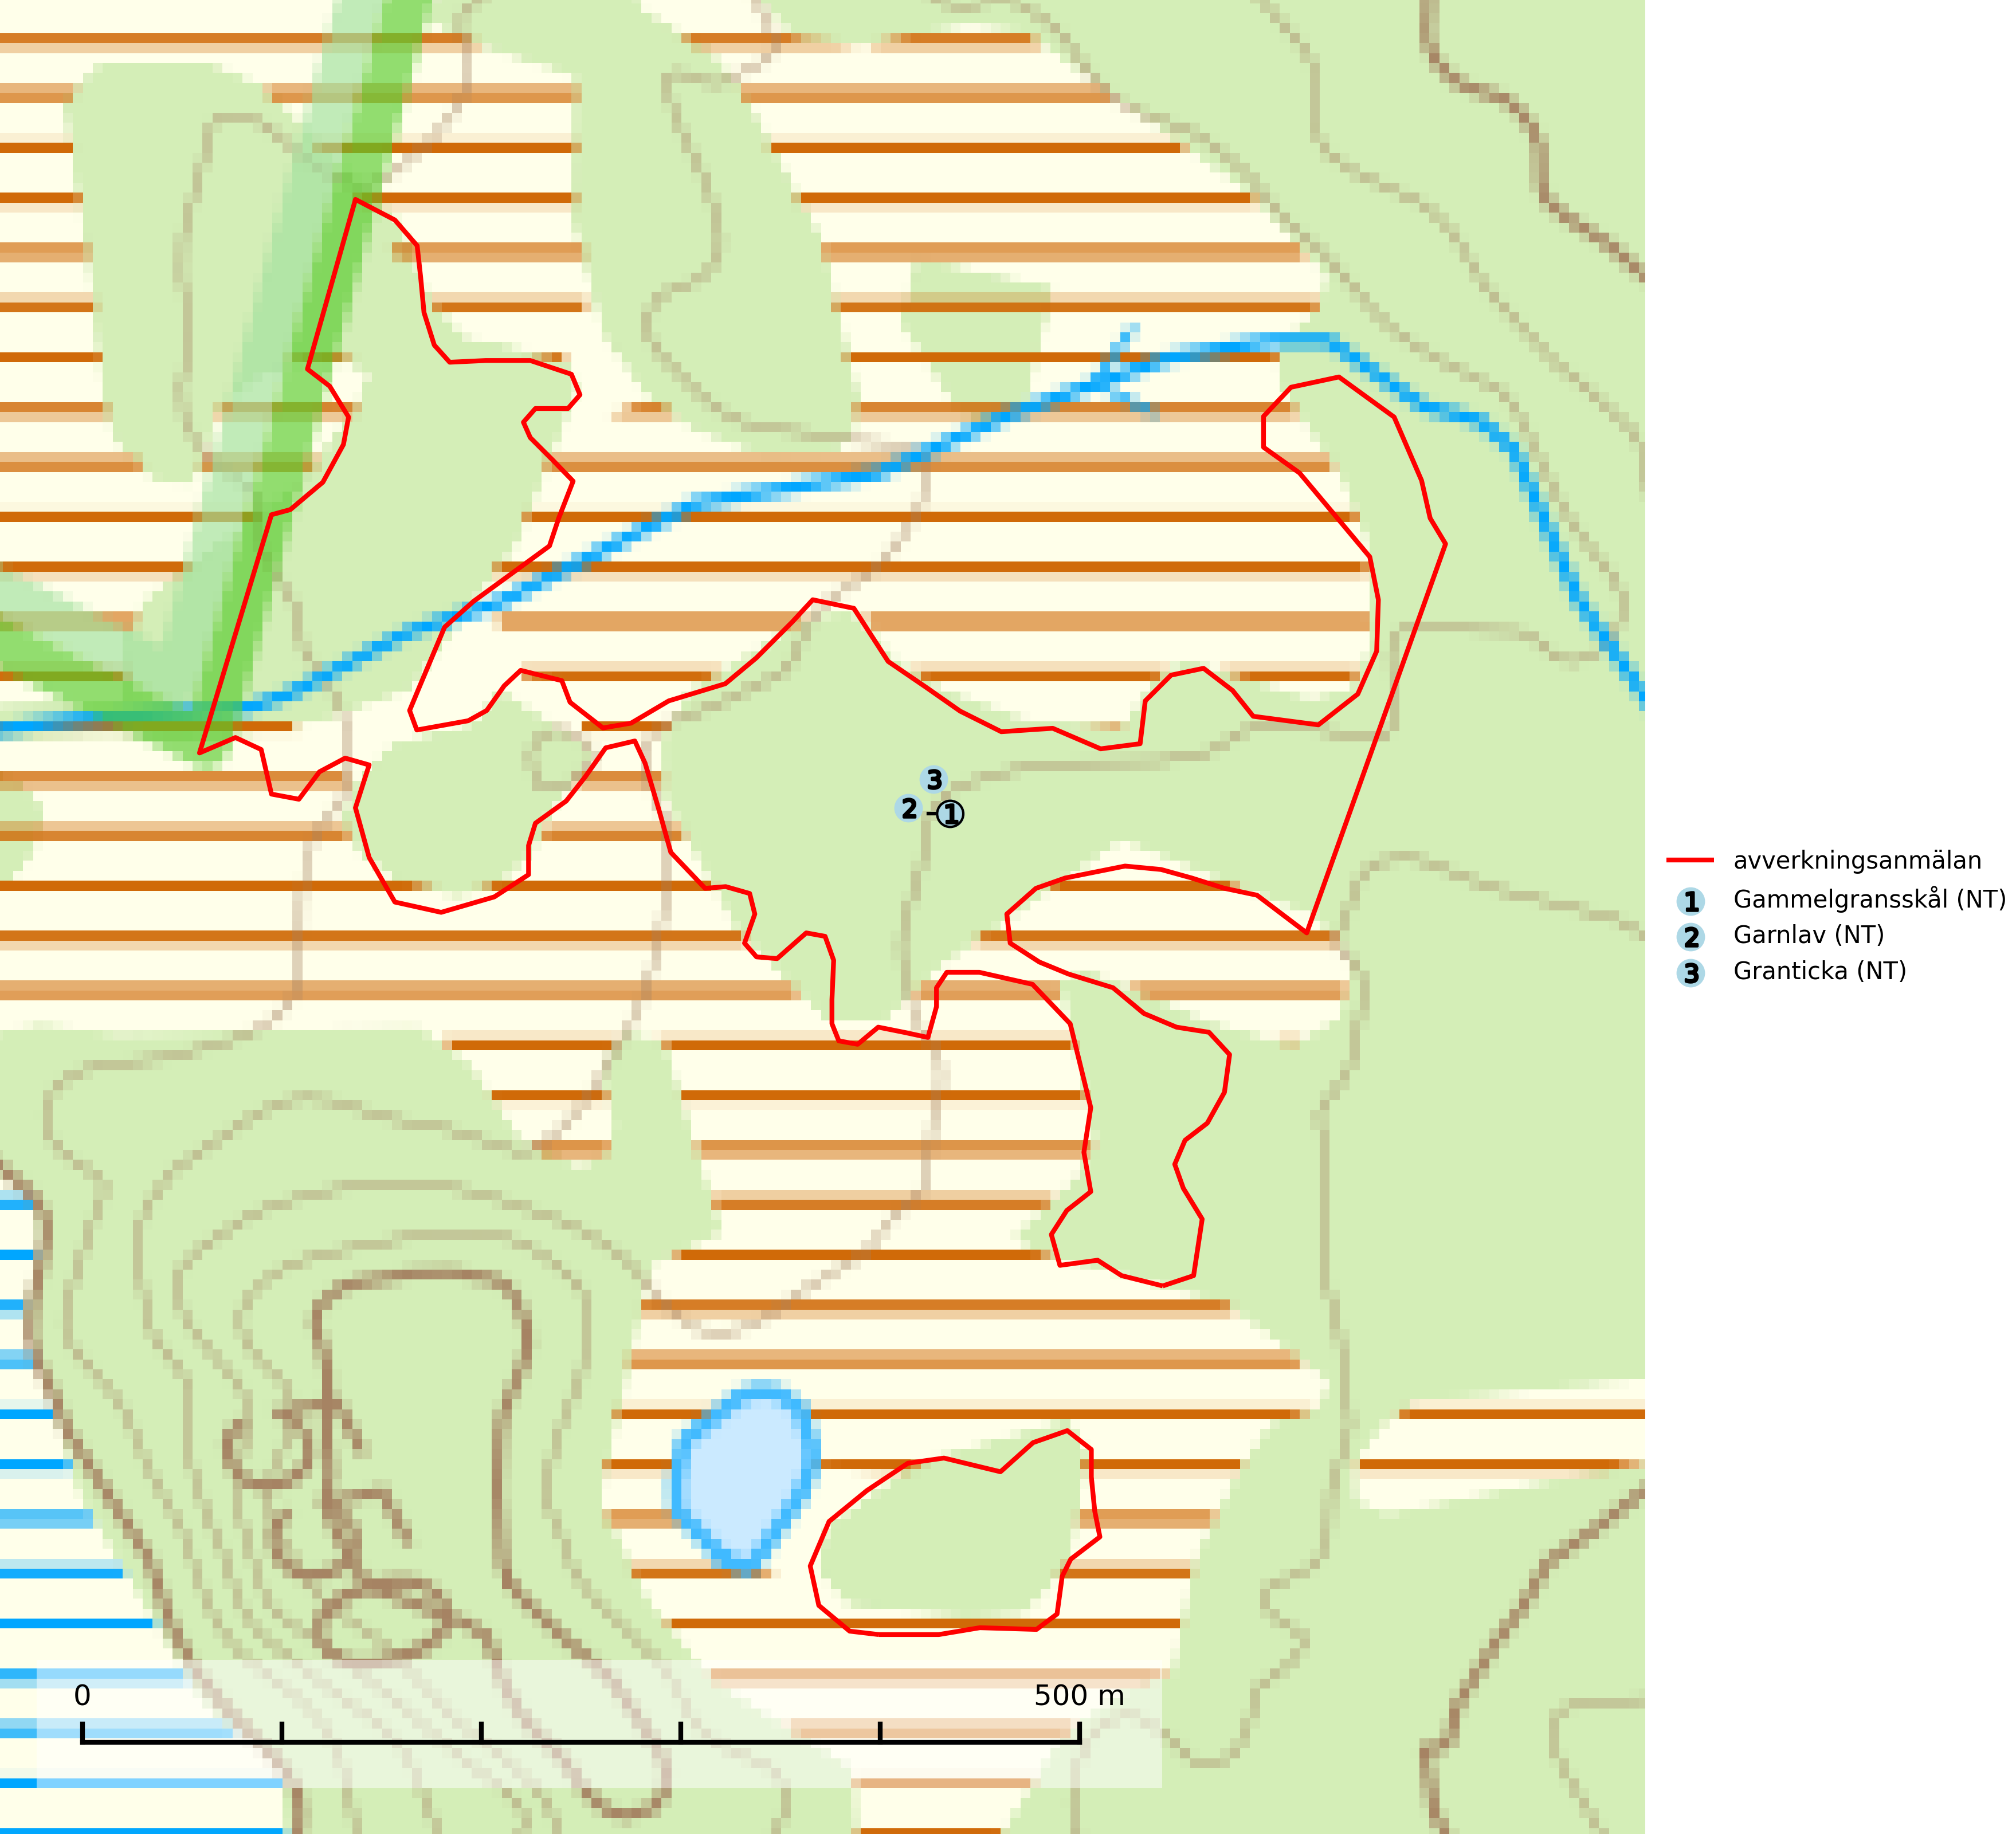 3
2
1
avverkningsanmälan
1 Gammelgransskål (NT)
2 Garnlav (NT)
3 Granticka (NT)
0 500 m